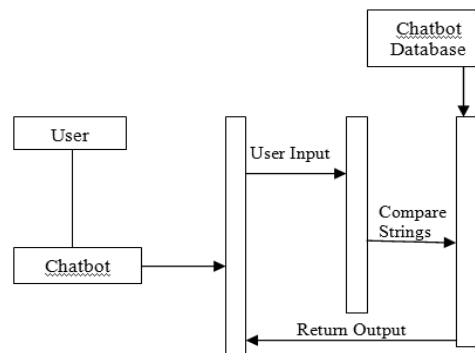 Chatbot
Database
User
User Input
Compare
Strings
Chatbot
Return Output